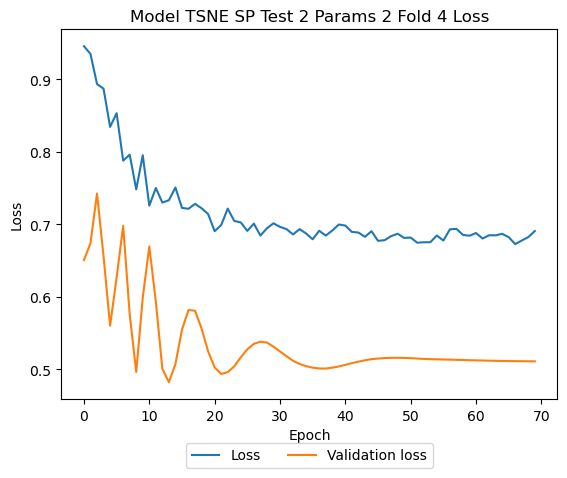 Model TSNE SP Test 2 Params 2 Fold 4 Loss
0.9
0.8
0.7
0.6
0.5
Loss
0 10 20 30 40 50 60 70
Epoch
Loss Validation loss